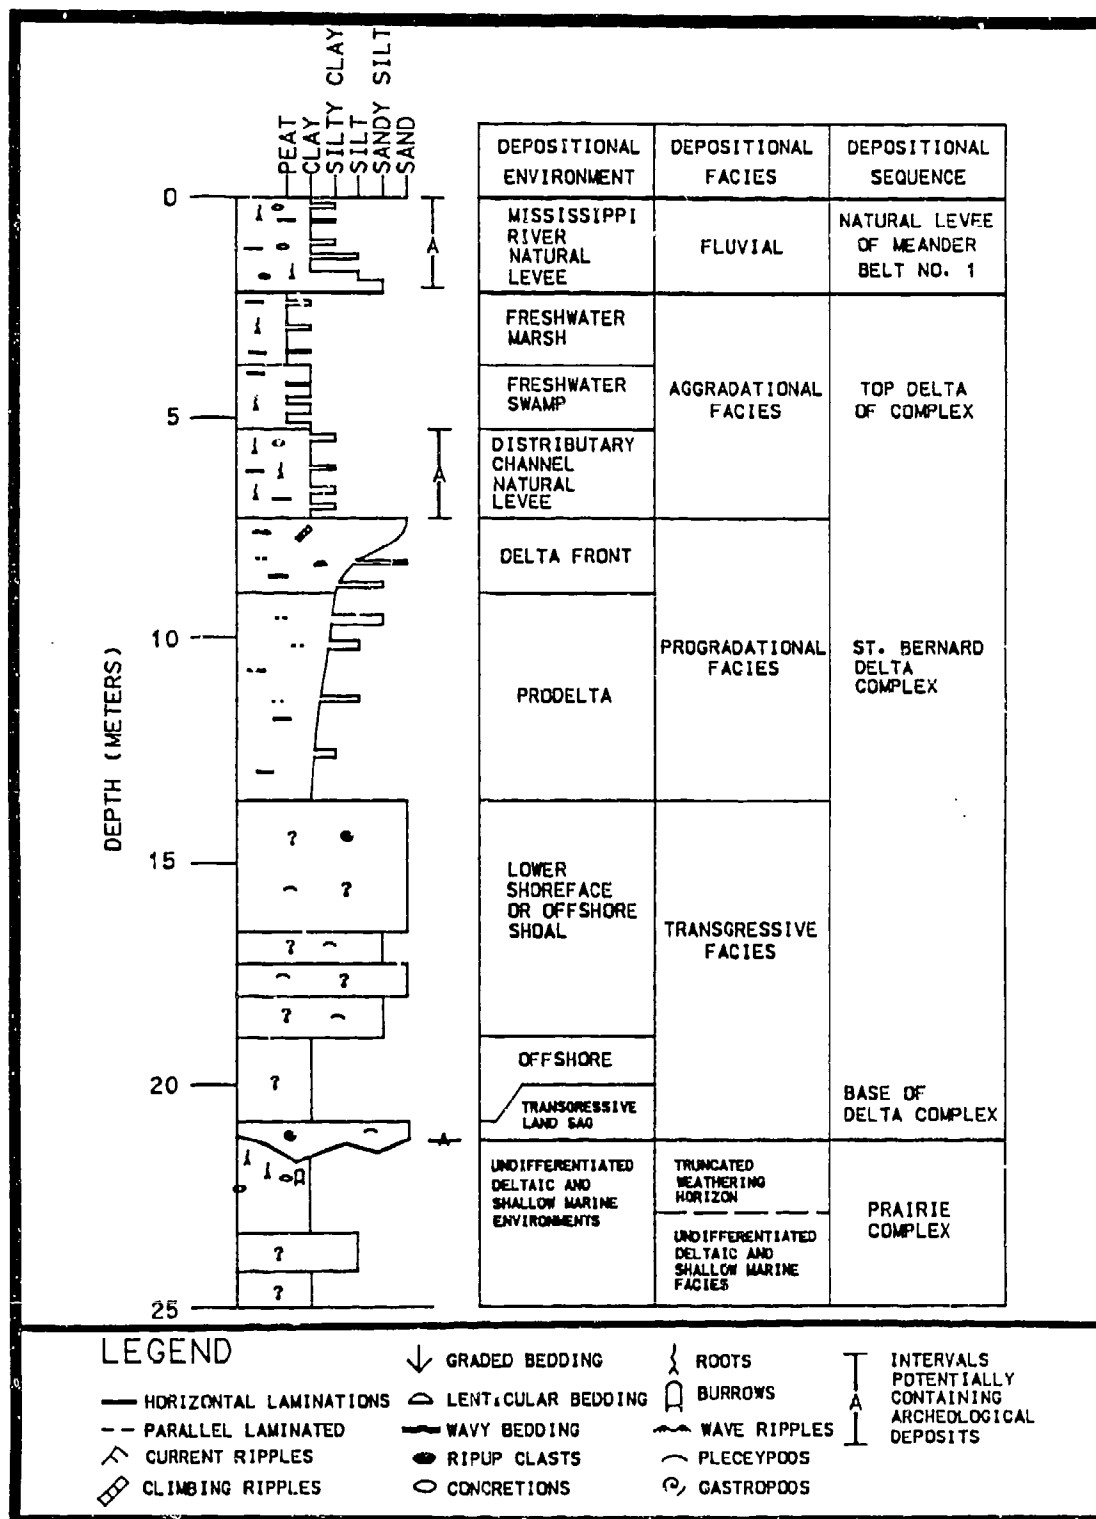 PEAT
CLAY
SILTY CLAY
SILT
SANDY SILT
SAND
DEPTH (METERS)
0
5
10
15
20
25
A
A
A
DEPOSITIONAL
ENVIRONMENT
DEPOSITIONAL
FACIES
DEPOSITIONAL
SEQUENCE
MISSISSIPPI
RIVER
NATURAL
LEVEE
FLUVIAL
NATURAL LEVEE
OF MEANDER
BELT NO. 1
FRESHWATER
MARSH
FRESHWATER
SWAMP
AGGRADATIONAL
FACIES
TOP DELTA
OF COMPLEX
DISTRIBUTARY
CHANNEL
NATURAL
LEVEE
DELTA FRONT
PRODELTA
PROGRADATIONAL
FACIES
ST. BERNARD
DELTA
COMPLEX
? 
?
?
?
?
?
?
?
?
?
LOWER
SHOREFACE
OR OFFSHORE
SHOAL
TRANSGRESSIVE
FACIES
OFFSHORE
TRANSGRESSIVE
LAND SAG
BASE OF
DELTA COMPLEX
UNDIFFERENTIATED
DELTAIC AND
SHALLOW MARINE
ENVIRONMENTS
TRUNCATED
WEATHERING
HORIZON
UNDIFFERENTIATED
DELTAIC AND
SHALLOW MARINE
FACIES
PRAIRIE
COMPLEX
LEGEND
HORIZONTAL LAMINATIONS
PARALLEL LAMINATED
CURRENT RIPPLES
CLIMBING RIPPLES
GRADED BEDDING
LENTICULAR BEDDING
WAVY BEDDING
RIPUP CLASTS
CONCRETIONS
ROOTS
BURROWS
WAVE RIPPLES
PLECEYPODS
GASTROPODS
A
INTERVALS
POTENTIALLY
CONTAINING
ARCHEOLOGICAL
DEPOSITS